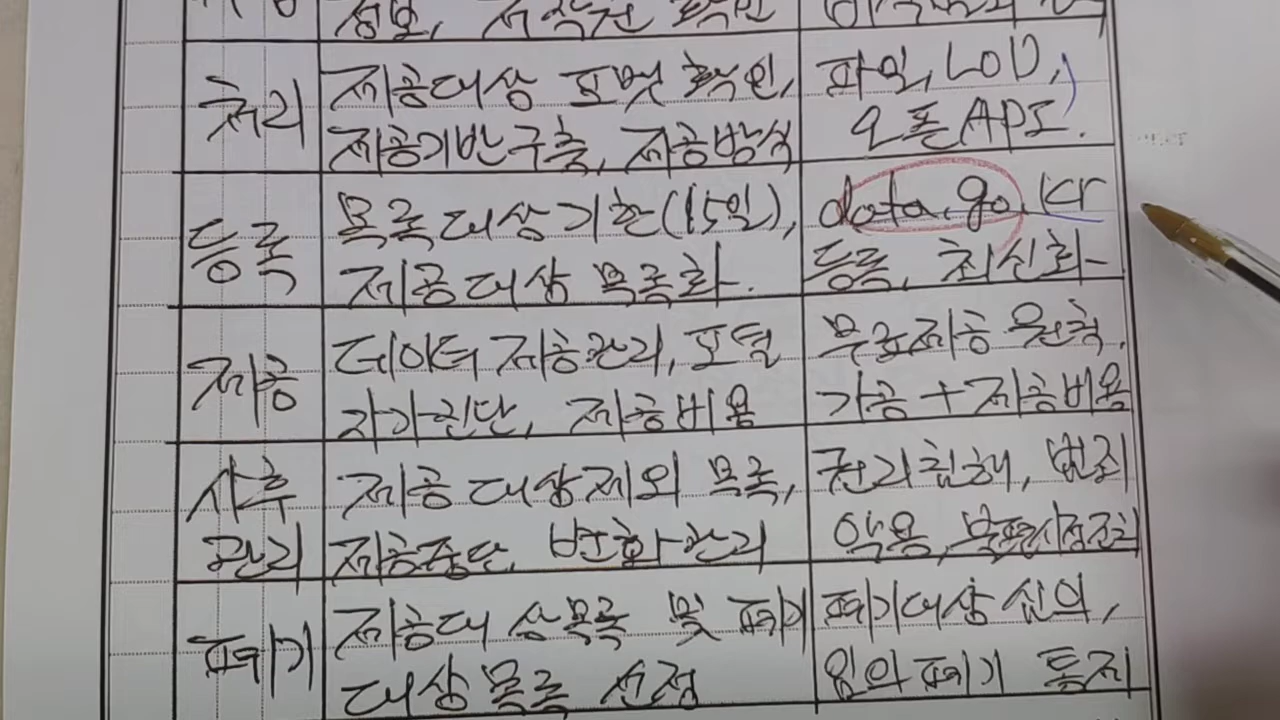 정보, 저작권 확인
처리
제공대상 포맷 확인,
제공기반구축, 제공방식
파일, LOD,
오픈API.
등록
목록대상기한(15일),
제공대상 목록화.
data.go.kr
등록, 최신화
제공
데이터 제공관리, 포털
자가진단, 제공비용
무료제공 원칙.
가공+제공비용
사후
관리
제공대상제외 목록,
제공중단, 변화관리
권리침해, 범죄
악용,
폐기
제공대상목록 및 폐기
대상목록 선정
폐기대상 심의,
임의폐기 통지